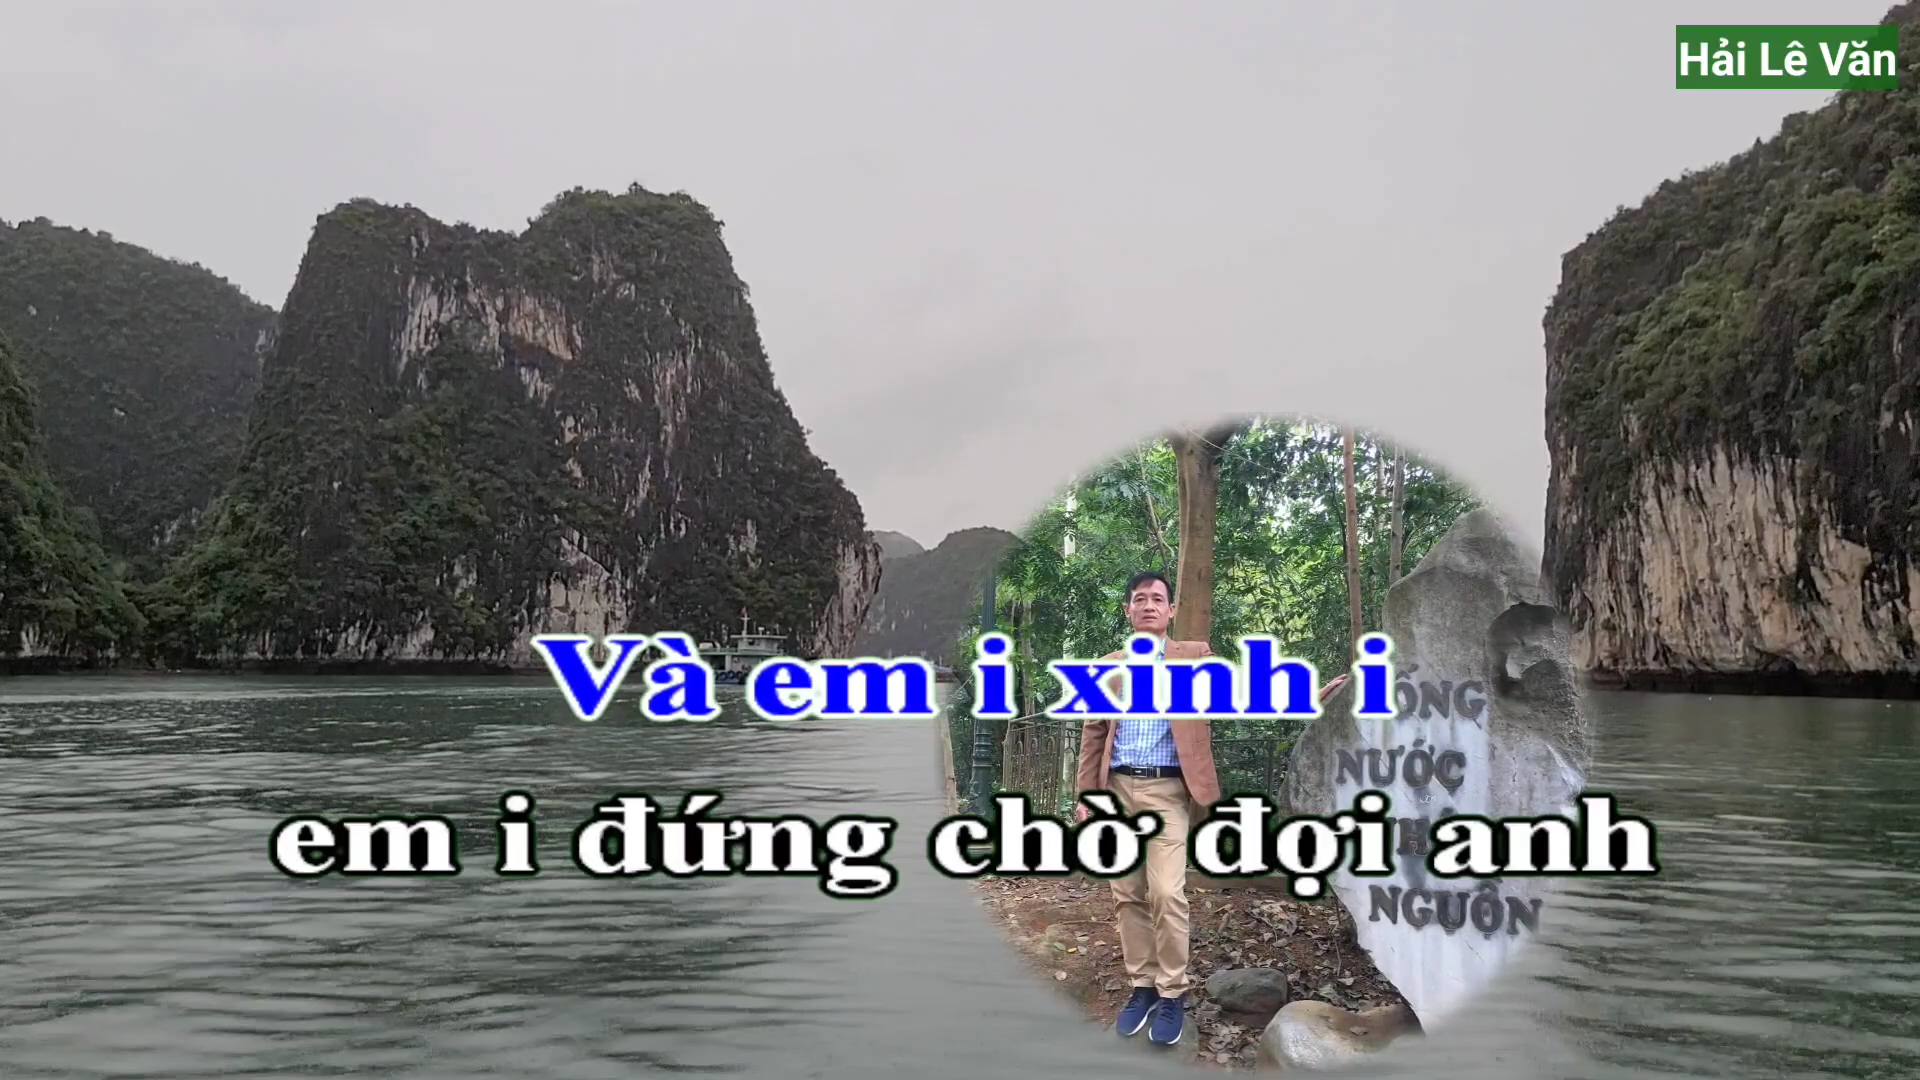 Hải Lê Văn
Và em i xinh i
em i đứng chờ đợi anh
NƯỚC
NGUỒN